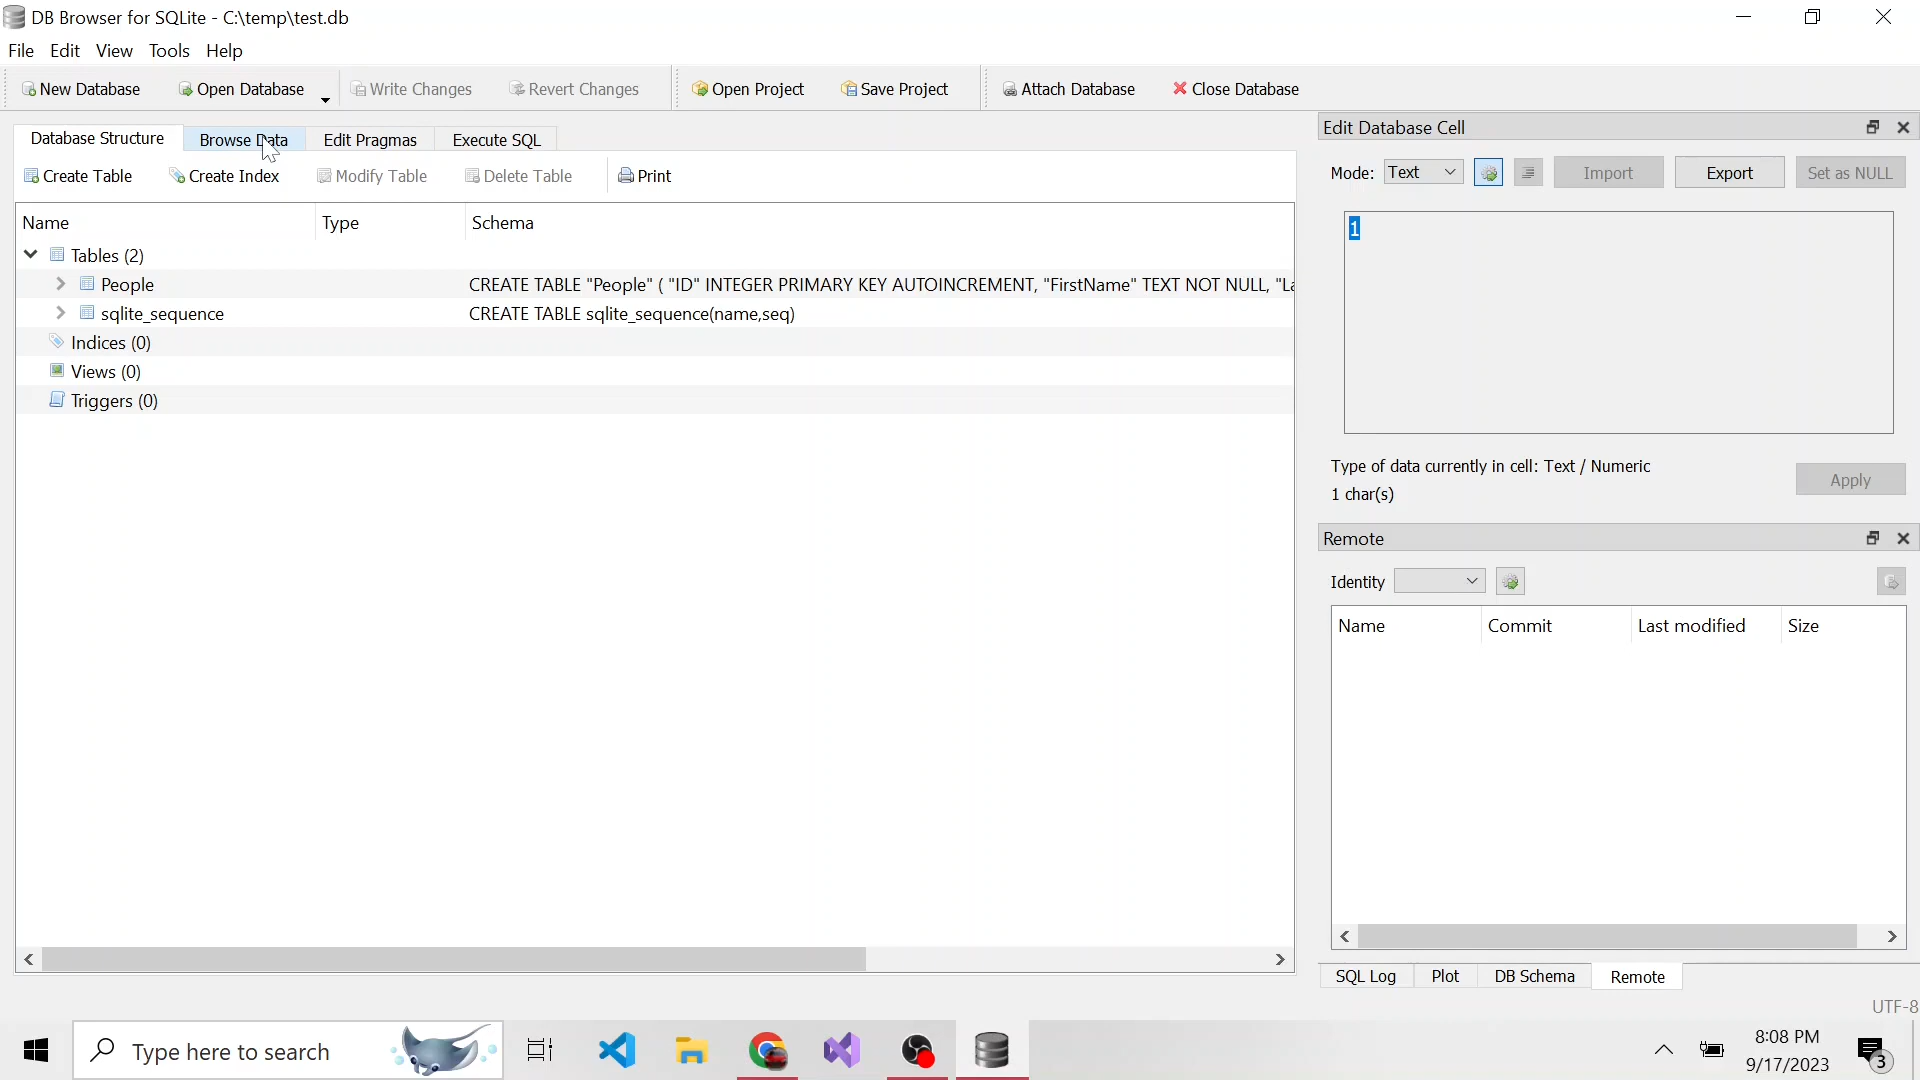 DB Browser for SQLite - C:\temp\test.db
File Edit View Tools Help
New Database Open Database Write Changes Revert Changes Open Project Save Project Attach Database Close Database
Database Structure Browse Data Edit Pragmas Execute SQL
Create Table Create Index Modify Table Delete Table Print
Name Type Schema
Tables (2)
People CREATE TABLE "People" ( "ID" INTEGER PRIMARY KEY AUTOINCREMENT, "FirstName" TEXT NOT NULL, "La
sqlite_sequence CREATE TABLE sqlite_sequence(name,seq)
Indices (0)
Views (0)
Triggers (0)
Edit Database Cell
Mode: Text Import Export Set as NULL
1
Type of data currently in cell: Text / Numeric
1 char(s)
Apply
Remote
Identity
Name Commit Last modified Size
SQL Log Plot DB Schema Remote
UTF-8
Type here to search
8:08 PM
9/17/2023
3